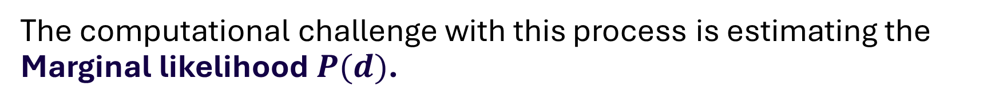 The computational challenge with this process is estimating the
Marginal likelihood P(d).